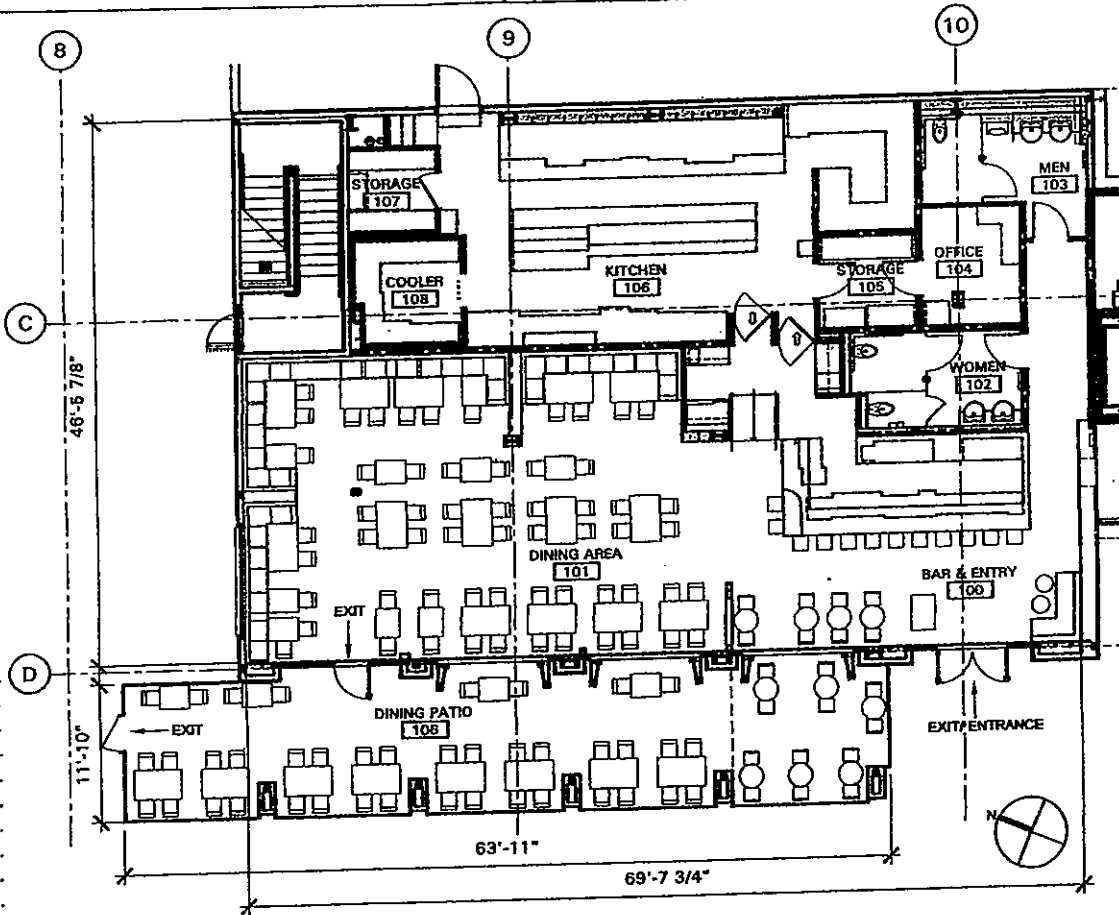 8
9
10
MEN
103
STORAGE
107
OFFICE
104
KITCHEN
106
STORAGE
105
COOLER
108
C
WOMEN
102
46'-6 7/8"
DINING AREA
101
BAR & ENTRY
100
EXIT
D
DINING PATIO
106
EXIT
EXIT/ENTRANCE
11'-10"
N
63'-11"
69'-7 3/4"